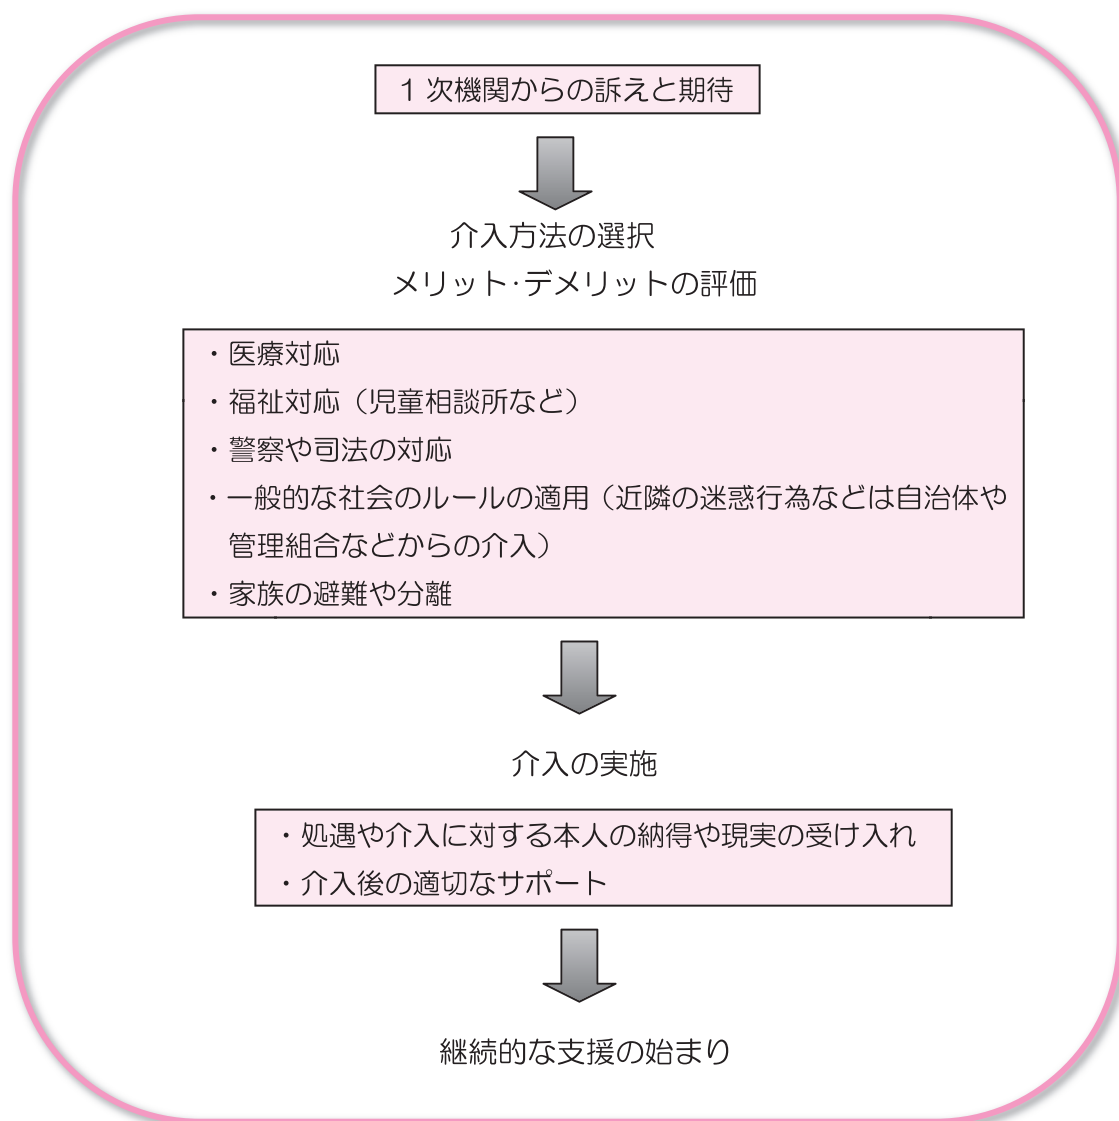 1 次機関からの訴えと期待
介入方法の選択
メリット・デメリットの評価
・医療対応
・福祉対応（児童相談所など）
・警察や司法の対応
・一般的な社会のルールの適用（近隣の迷惑行為などは自治体や
管理組合などからの介入）
・家族の避難や分離
介入の実施
・処遇や介入に対する本人の納得や現実の受け入れ
・介入後の適切なサポート
継続的な支援の始まり